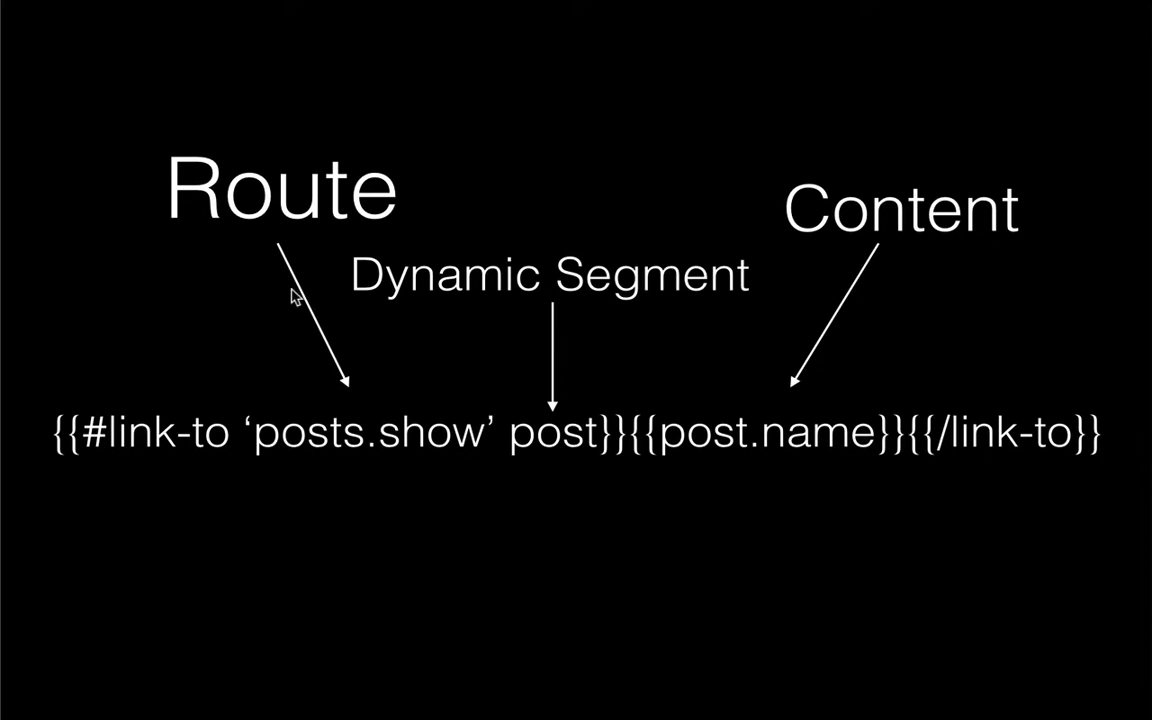 Route
Content
Dynamic Segment
{{#link-to ‘posts.show’ post}}{{post.name}}{{/link-to}}